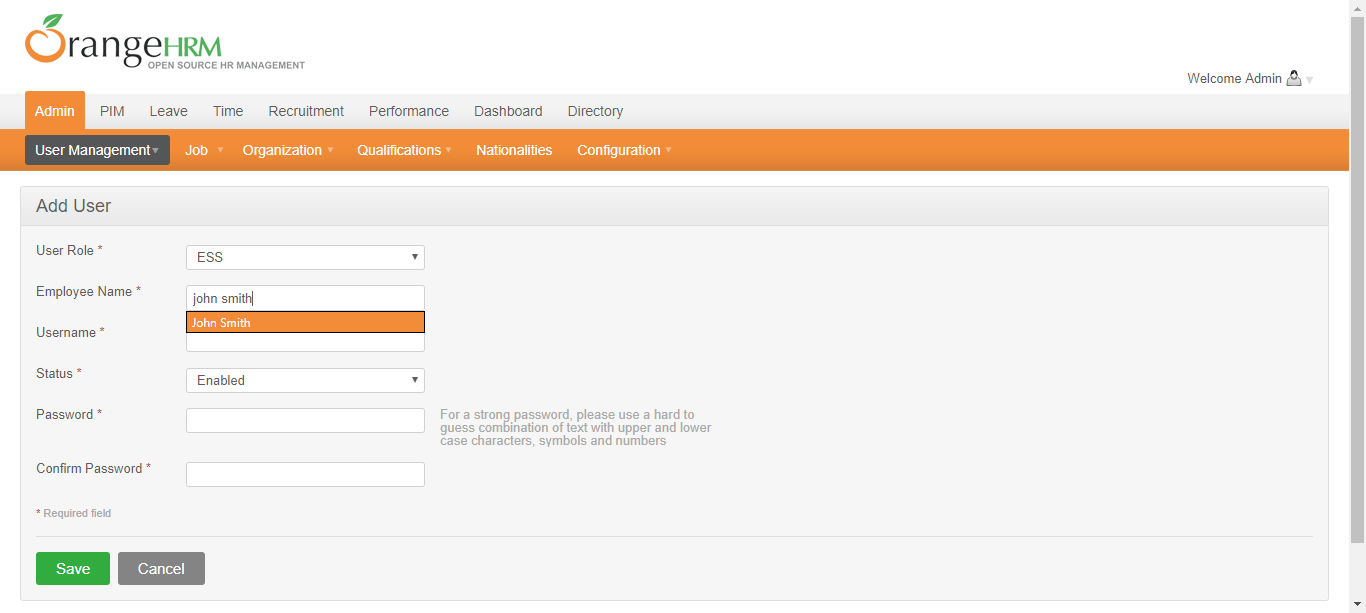 OrangeHRM
OPEN SOURCE HR MANAGEMENT
Welcome Admin
Admin PIM Leave Time Recruitment Performance Dashboard Directory
User Management Job Organization Qualifications Nationalities Configuration
Add User
User Role * ESS
Employee Name * john smith
John Smith
Username *
Status * Enabled
Password * For a strong password, please use a hard to
guess combination of text with upper and lower
case characters, symbols and numbers
Confirm Password *
* Required field
Save Cancel